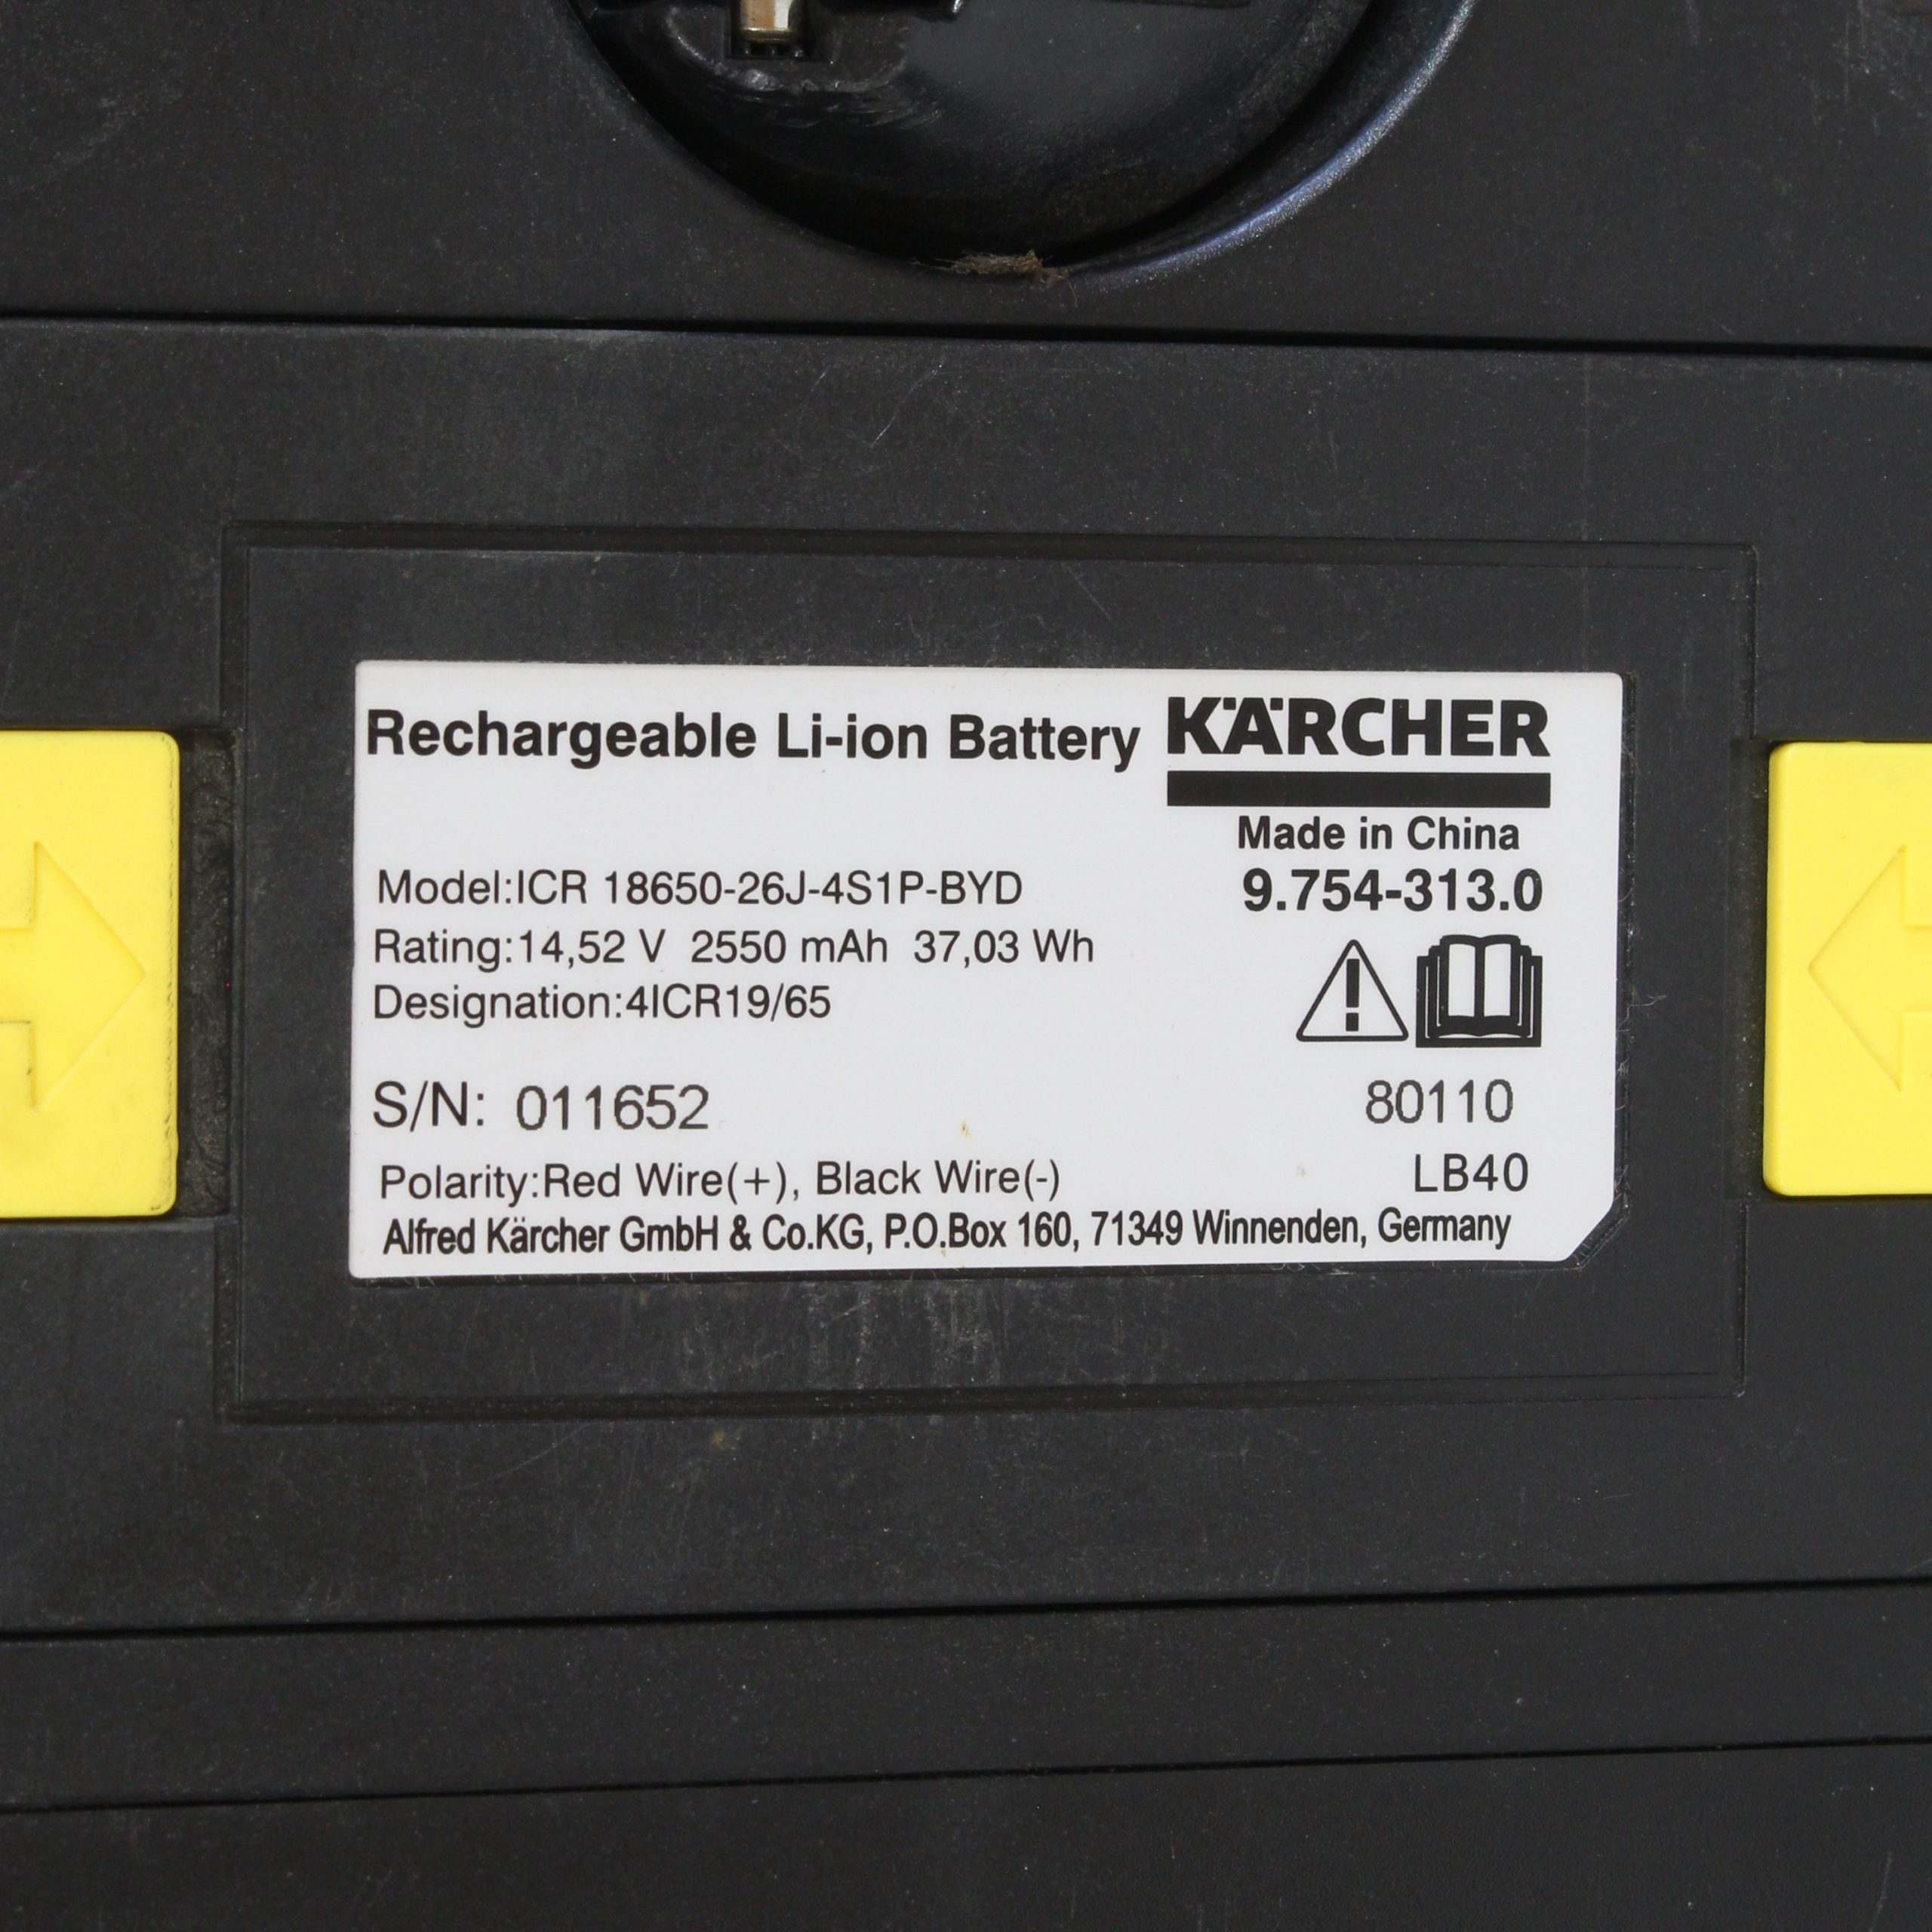 Rechargeable Li-ion Battery KÄRCHER
Made in China
Model:ICR 18650-26J-4S1P-BYD 9.754-313.0
Rating:14,52 V 2550 mAh 37,03 Wh
Designation:4ICR19/65
S/N: 011652 80110
Polarity:Red Wire(+), Black Wire(-) LB40
Alfred Kärcher GmbH & Co.KG, P.O.Box 160, 71349 Winnenden, Germany